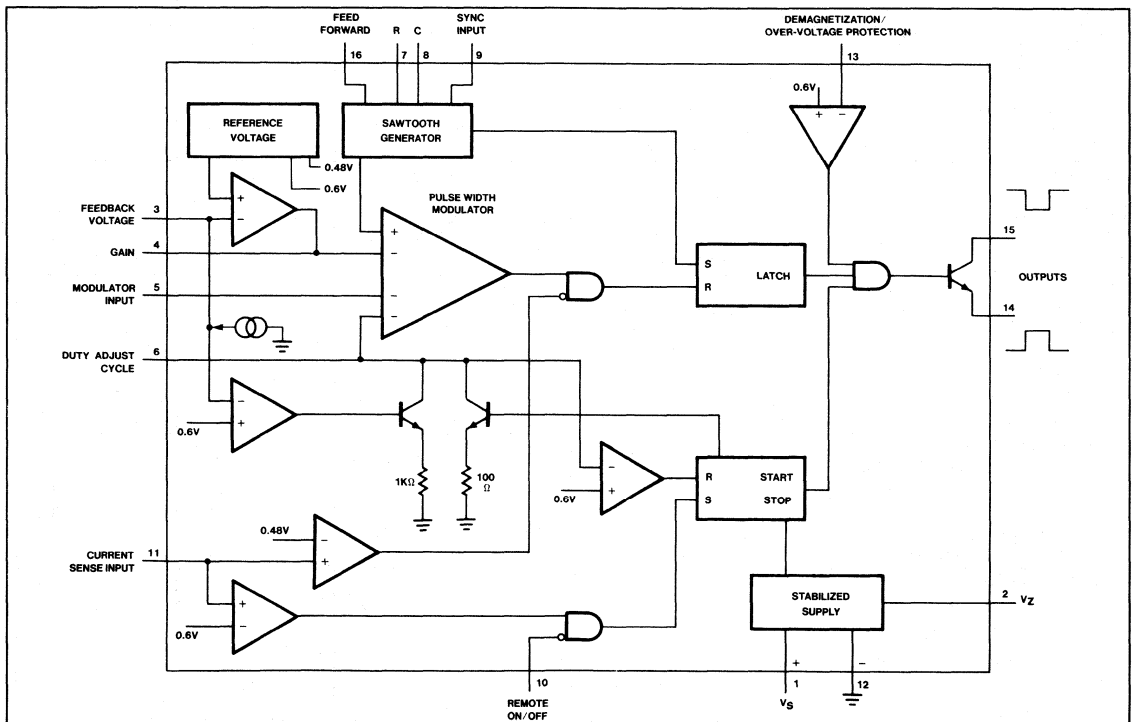 FEED
FORWARD
R
C
SYNC
INPUT
16
7
8
9
DEMAGNETIZATION/
OVER-VOLTAGE PROTECTION
13
0.6V
+
−
REFERENCE
VOLTAGE
SAWTOOTH
GENERATOR
0.48V
0.6V
FEEDBACK
VOLTAGE
3
+
−
PULSE WIDTH
MODULATOR
GAIN
4
+
−
MODULATOR
INPUT
5
−
−
S
R
LATCH
15
OUTPUTS
14
DUTY ADJUST
CYCLE
6
−
+
0.6V
1KΩ
100
Ω
−
+
0.6V
R
S
START
STOP
0.48V
−
+
CURRENT
SENSE INPUT
11
+
−
0.6V
STABILIZED
SUPPLY
2
VZ
+
−
10
1
12
REMOTE
ON/OFF
VS